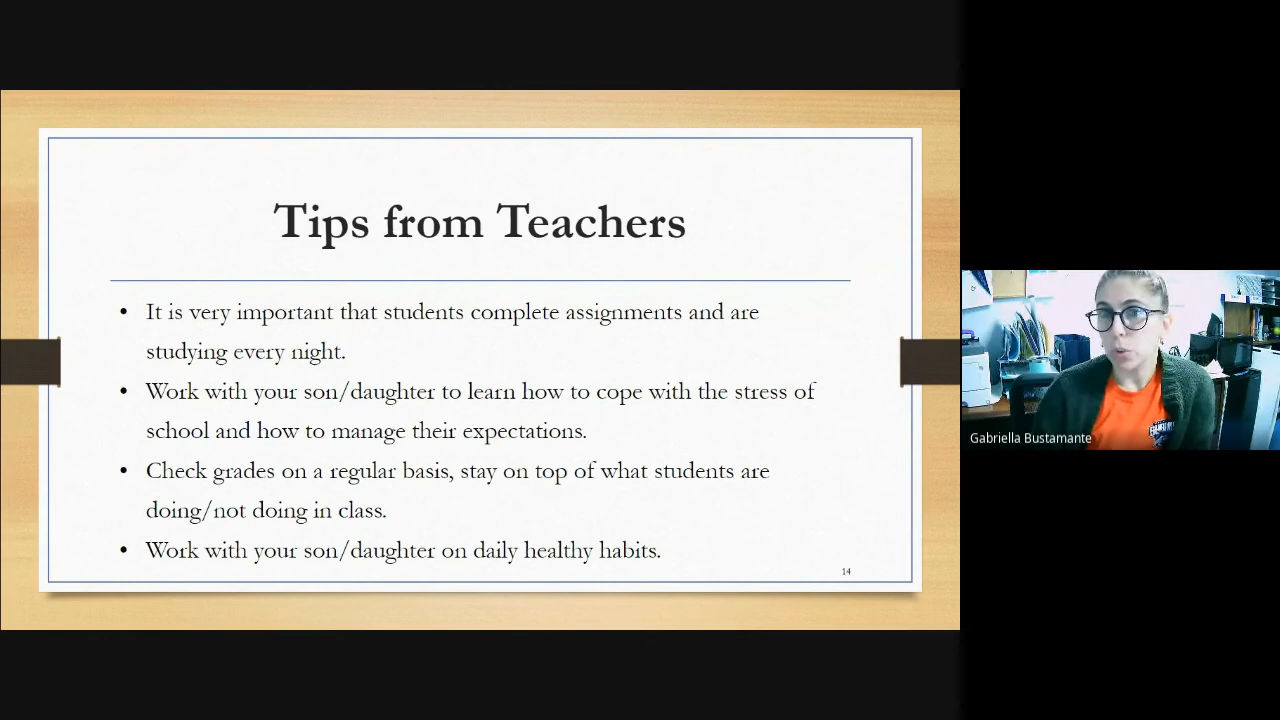 Tips from Teachers
• It is very important that students complete assignments and are
studying every night.
• Work with your son/daughter to learn how to cope with the stress of
school and how to manage their expectations.
• Check grades on a regular basis, stay on top of what students are
doing/not doing in class.
• Work with your son/daughter on daily healthy habits.
14
Gabriella Bustamante